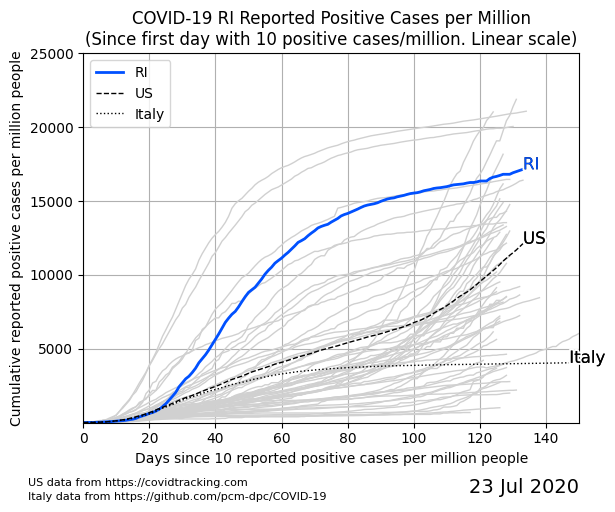 COVID-19 RI Reported Positive Cases per Million
(Since first day with 10 positive cases/million. Linear scale)
Cumulative reported positive cases per million people
25000
20000
15000
10000
5000
RI
US
Italy
RI
US
Italy
0
20
40
60
80
100
120
140
Days since 10 reported positive cases per million people
US data from https://covidtracking.com
Italy data from https://github.com/pcm-dpc/COVID-19
23 Jul 2020